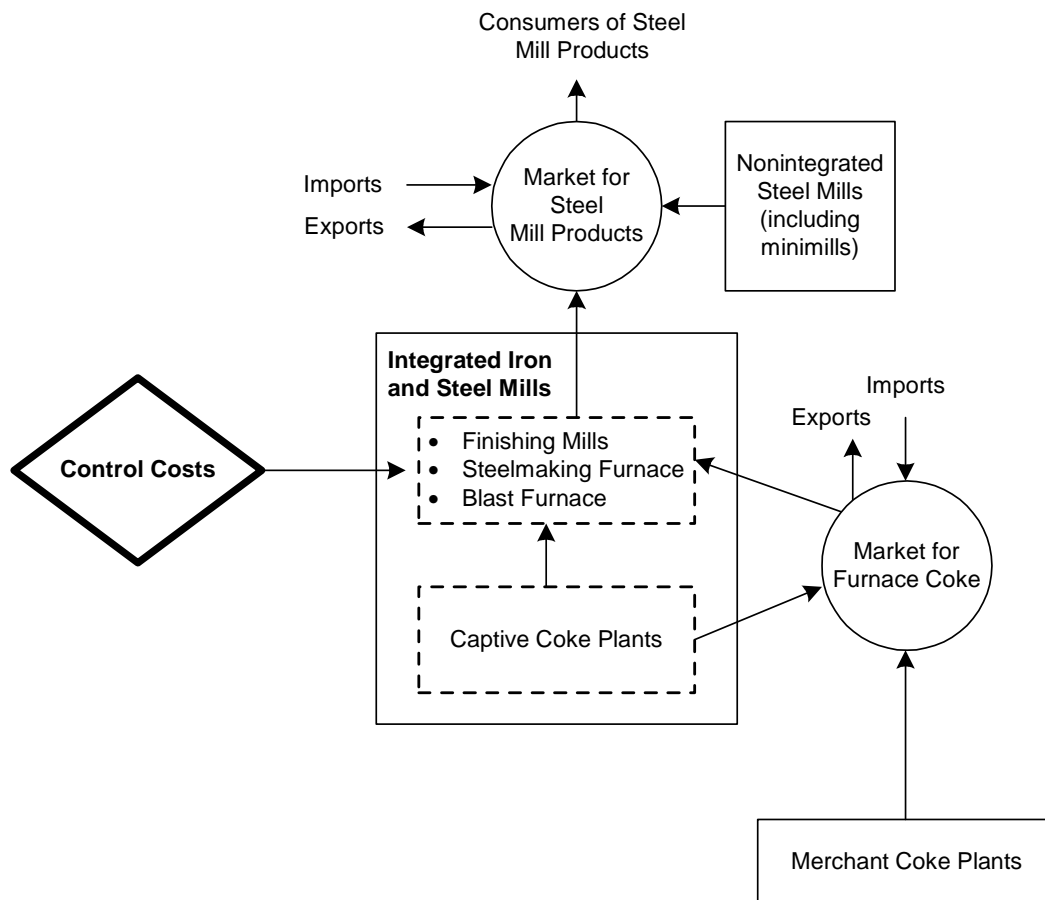 Consumers of Steel
Mill Products
Imports
Exports
Market for
Steel
Mill Products
Nonintegrated
Steel Mills
(including
minimills)
Integrated Iron
and Steel Mills
Control Costs
• Finishing Mills
• Steelmaking Furnace
• Blast Furnace
Captive Coke Plants
Imports
Exports
Market for
Furnace Coke
Merchant Coke Plants